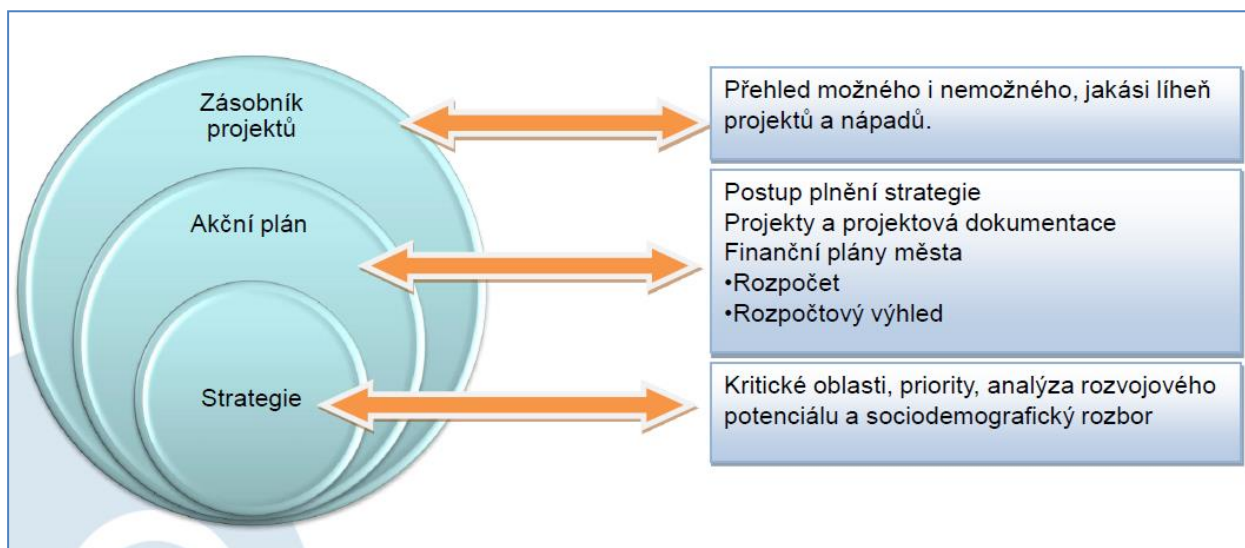 Zásobník
projektů
Přehled možného i nemožného, jakási líheň
projektů a nápadů.
Akční plán
Postup plnění strategie
Projekty a projektová dokumentace
Finanční plány města
•Rozpočet
•Rozpočtový výhled
Strategie
Kritické oblasti, priority, analýza rozvojového
potenciálu a sociodemografický rozbor